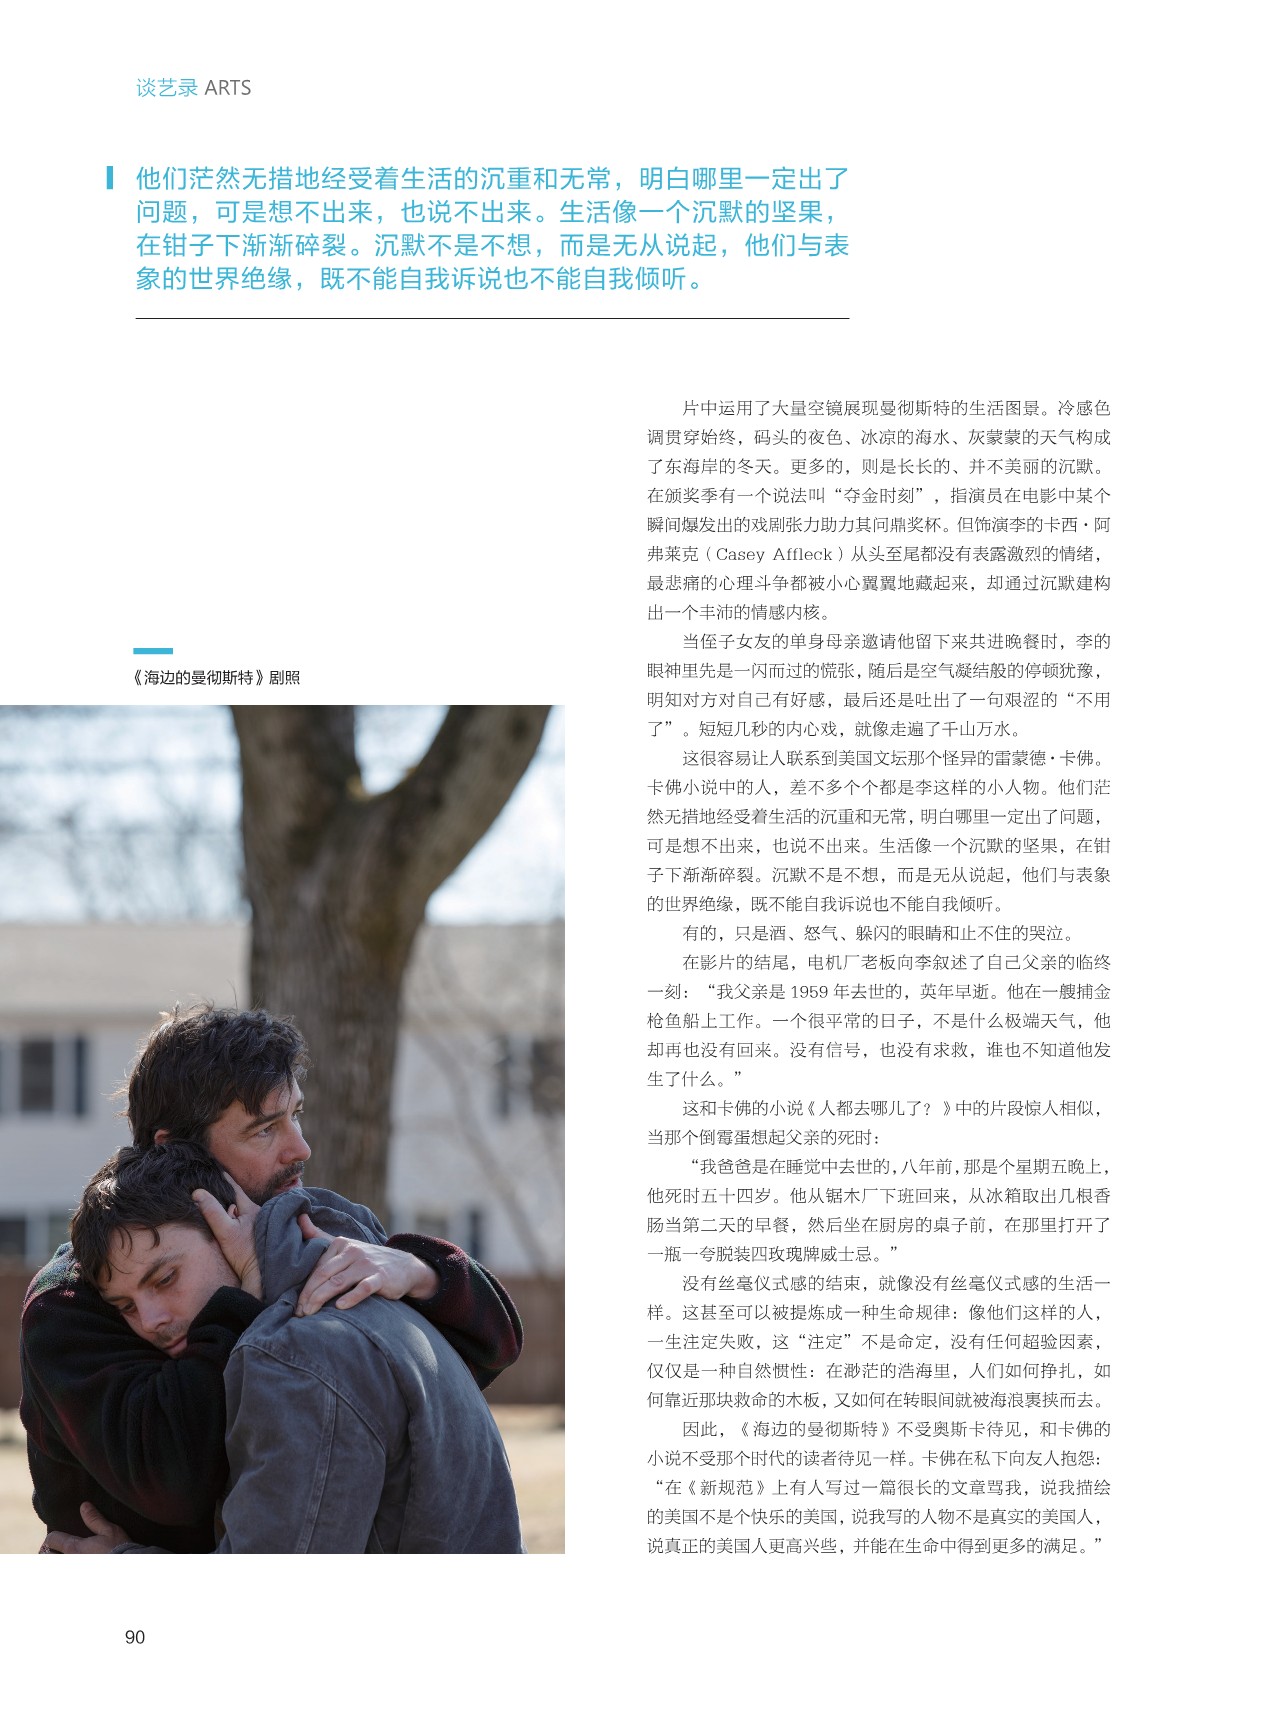 谈艺录 ARTS
他们茫然无措地经受着生活的沉重和无常，明白哪里一定出了
问题，可是想不出来，也说不出来。生活像一个沉默的坚果，
在钳子下渐渐碎裂。沉默不是不想，而是无从说起，他们与表
象的世界绝缘，既不能自我诉说也不能自我倾听。
《海边的曼彻斯特》剧照
片中运用了大量空镜展现曼彻斯特的生活图景。冷感色
调贯穿始终，码头的夜色、冰凉的海水、灰蒙蒙的天气构成
了东海岸的冬天。更多的，则是长长的、并不美丽的沉默。
在颁奖季有一个说法叫“夺金时刻”，指演员在电影中某个
瞬间爆发出的戏剧张力助力其问鼎奖杯。但饰演李的卡西·阿
弗莱克（Casey Affleck）从头至尾都没有表露激烈的情绪，
最悲痛的心理斗争都被小心翼翼地藏起来，却通过沉默建构
出一个丰沛的情感内核。
当侄子女友的单身母亲邀请他留下来共进晚餐时，李的
眼神里先是一闪而过的慌张，随后是空气凝结般的停顿犹豫，
明知对方对自己有好感，最后还是吐出了一句艰涩的“不用
了”。短短几秒的内心戏，就像走遍了千山万水。
这很容易让人联系到美国文坛那个怪异的雷蒙德·卡佛。
卡佛小说中的人，差不多个个都是李这样的小人物。他们茫
然无措地经受着生活的沉重和无常，明白哪里一定出了问题，
可是想不出来，也说不出来。生活像一个沉默的坚果，在钳
子下渐渐碎裂。沉默不是不想，而是无从说起，他们与表象
的世界绝缘，既不能自我诉说也不能自我倾听。
有的，只是酒、怒气、躲闪的眼睛和止不住的哭泣。
在影片的结尾，电机厂老板向李叙述了自己父亲的临终
一刻：“我父亲是 1959 年去世的，英年早逝。他在一艘捕金
枪鱼船上工作。一个很平常的日子，不是什么极端天气，他
却再也没有回来。没有信号，也没有求救，谁也不知道他发
生了什么。”
这和卡佛的小说《人都去哪儿了？》中的片段惊人相似，
当那个倒霉蛋想起父亲的死时：
“我爸爸是在睡觉中去世的，八年前，那是个星期五晚上，
他死时五十四岁。他从锯木厂下班回来，从冰箱取出几根香
肠当第二天的早餐，然后坐在厨房的桌子前，在那里打开了
一瓶一夸脱装四玫瑰牌威士忌。”
没有丝毫仪式感的结束，就像没有丝毫仪式感的生活一
样。这甚至可以被提炼成一种生命规律：像他们这样的人，
一生注定失败，这“注定”不是命定，没有任何超验因素，
仅仅是一种自然惯性：在渺茫的浩海里，人们如何挣扎，如
何靠近那块救命的木板，又如何在转眼间就被海浪裹挟而去。
因此，《海边的曼彻斯特》不受奥斯卡待见，和卡佛的
小说不受那个时代的读者待见一样。卡佛在私下向友人抱怨：
“在《新规范》上有人写过一篇很长的文章骂我，说我描绘
的美国不是个快乐的美国，说我写的人物不是真实的美国人，
说真正的美国人更高兴些，并能在生命中得到更多的满足。”
90